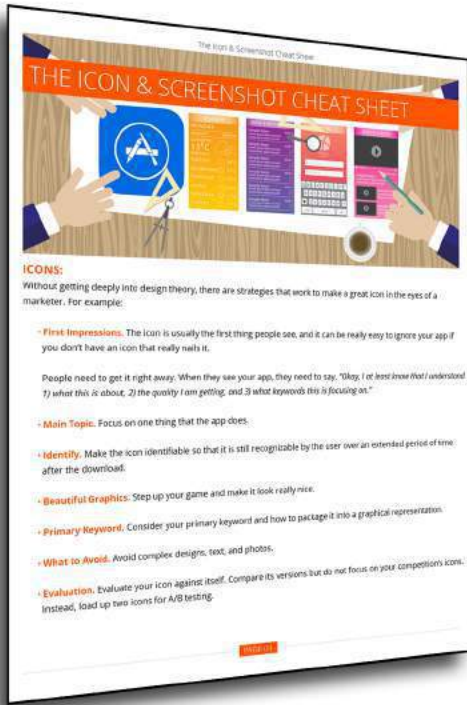 The Icon & Screenshot Cheat Sheet
THE ICON & SCREENSHOT CHEAT SHEET
ICONS:
Without getting deeply into design theory, there are strategies that work to make a great icon in the eyes of a
marketer. For example:
• First Impressions. The icon is usually the first thing people see, and it can be really easy to ignore your app if
you don't have an icon that really nails it.
People need to get it right away. When they see your app, they need to say, "Okay, I at least know that I understand
1) what this is about, 2) the quality I am getting, and 3) what keywords this is focusing on."
• Main Topic. Focus on one thing that the app does.
• Identify. Make the icon identifiable so that it is still recognizable by the user over an extended period of time
after the download.
• Beautiful Graphics. Step up your game and make it look really nice.
• Primary Keyword. Consider your primary keyword and how to package it into a graphical representation.
• What to Avoid. Avoid complex designs, text, and photos.
• Evaluation. Evaluate your icon against itself. Compare its versions but do not focus on your competition's icons.
Instead, load up two icons for A/B testing.
PAGE